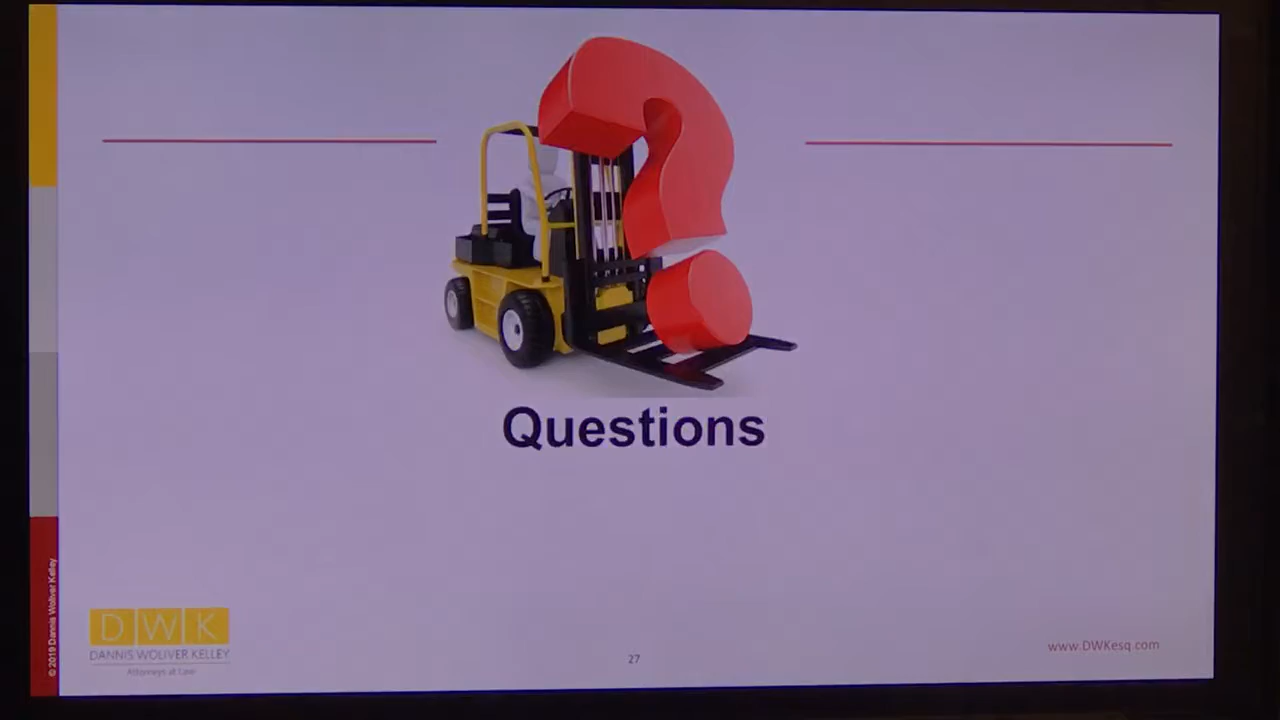 Questions
© 2019 Dannis Woliver Kelley
DWK
DANNIS WOLIVER KELLEY
Attorneys at Law
27
www.DWKesq.com